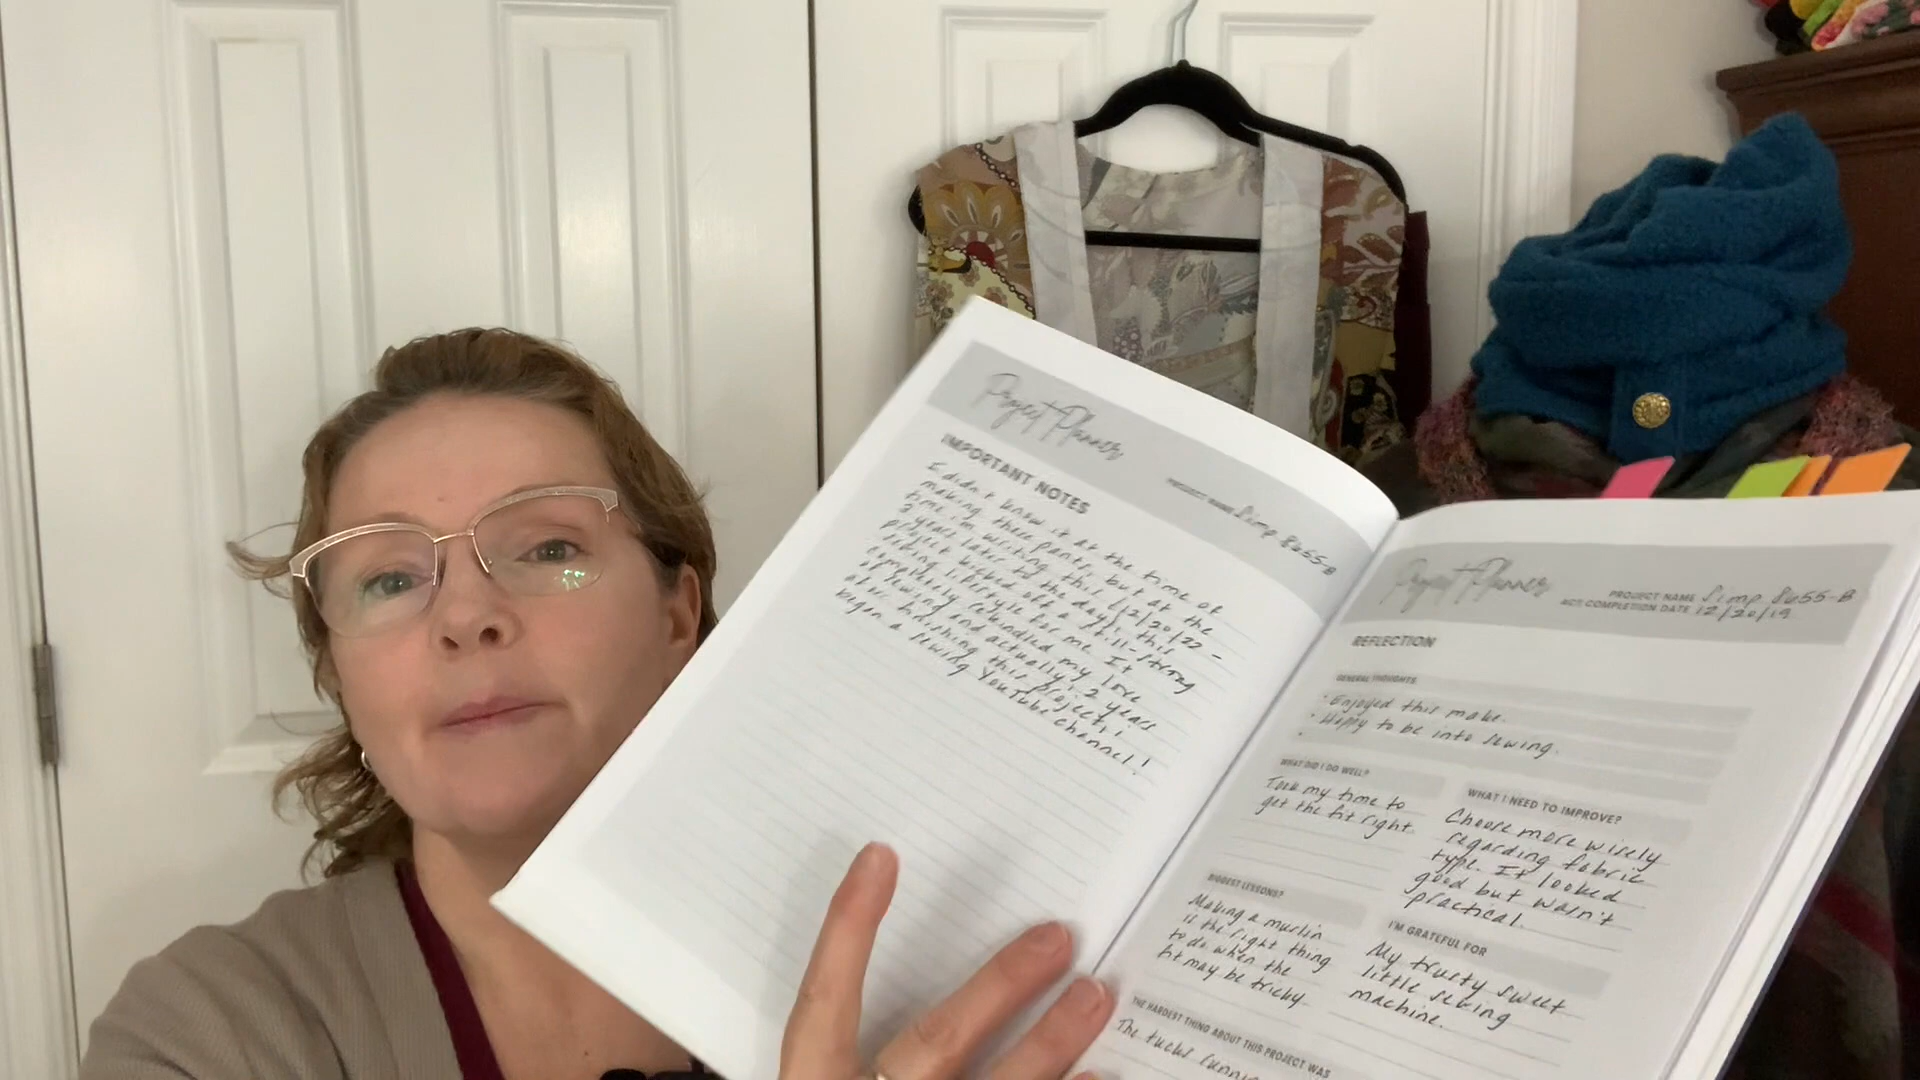 Project Planner
PROJECT NAME Simp 8655-B
IMPORTANT NOTES
I didn't know it at the time of
making these pants, but at the
time I'm writing this (12/20/22 -
3 years later to the day!), this
project kicked off a still-strong
sewing lifestyle for me. It
completely rekindled my love
of sewing and actually, 2 years
after finishing this project, I
began a sewing YouTube channel!
Project Planner
PROJECT NAME Simp 8655-B
ACT. COMPLETION DATE 12/20/19
REFLECTION
GENERAL THOUGHTS
• Enjoyed this make.
• Happy to be into sewing.
•
WHAT DID I DO WELL?
Took my time to
get the fit right.
WHAT I NEED TO IMPROVE?
Choose more wisely
regarding fabric
type. It looked
good but wasn't
practical.
BIGGEST LESSONS?
Making a muslin
is the right thing
to do when the
fit may be tricky
I'M GRATEFUL FOR
My trusty sweet
little sewing
machine.
THE HARDEST THING ABOUT THIS PROJECT WAS
The tucks